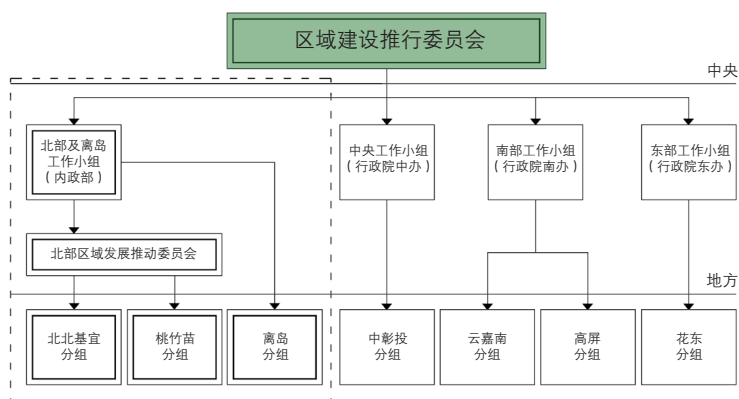 区域建设推行委员会
中央
北部及离岛
工作小组
（内政部）
中央工作小组
（行政院中办）
南部工作小组
（行政院南办）
东部工作小组
（行政院东办）
北部区域发展推动委员会
地方
北北基宜
分组
桃竹苗
分组
离岛
分组
中彰投
分组
云嘉南
分组
高屏
分组
花东
分组